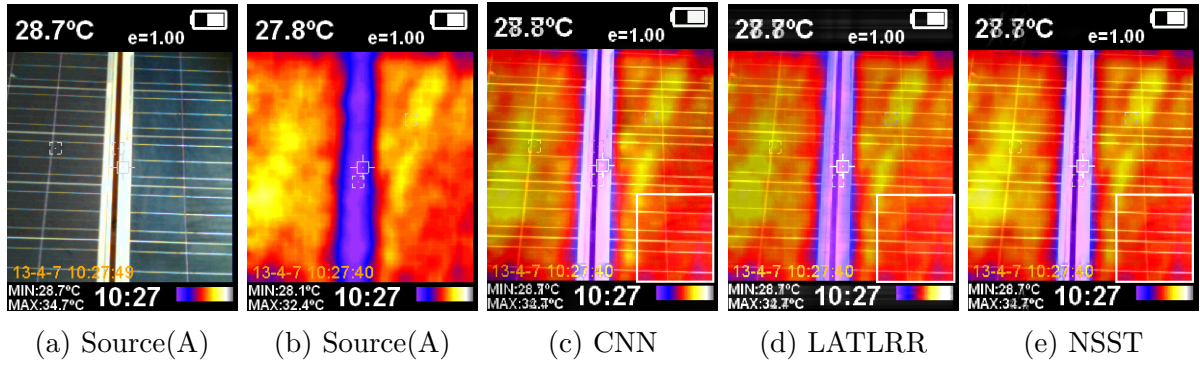 28.7ºC
e=1.00
13-4-7 10:27:49
MIN:28.7ºC
MAX:34.7ºC
10:27
(a) Source(A)
27.8ºC
e=1.00
13-4-7 10:27:40
MIN:28.1ºC
MAX:32.4ºC
10:27
(b) Source(A)
e=1.00
13-4-7 10:27:40
10:27
(c) CNN
e=1.00
13-4-7 10:27:40
10:27
(d) LATLRR
e=1.00
13-4-7 10:27:40
10:27
(e) NSST